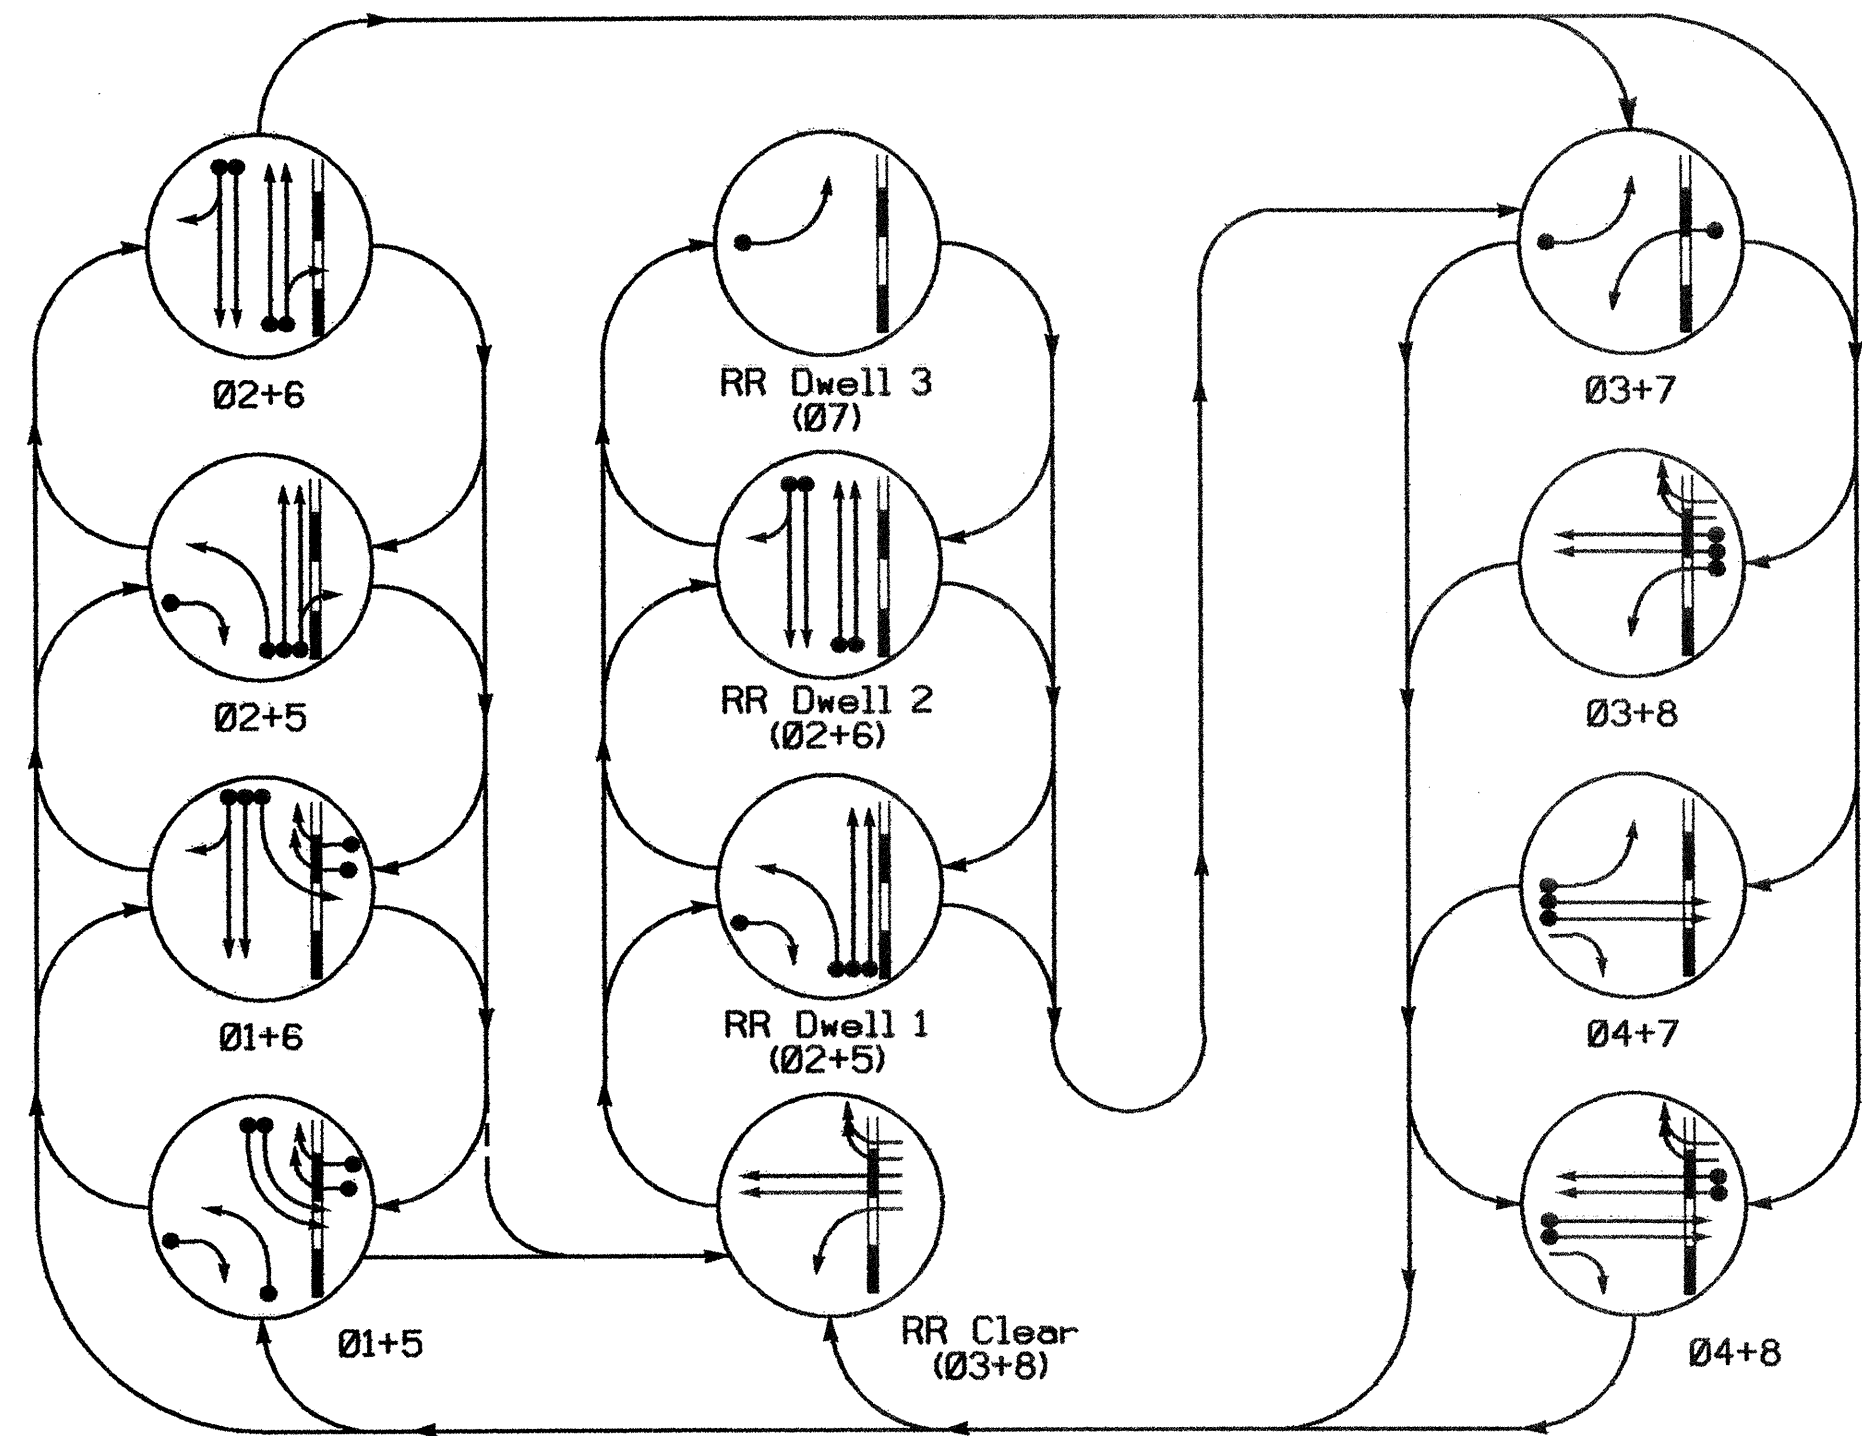 Ø2+6
RR Dwell 3
(Ø7)
Ø3+7
Ø2+5
RR Dwell 2
(Ø2+6)
Ø3+8
Ø1+6
RR Dwell 1
(Ø2+5)
Ø4+7
Ø1+5
RR Clear
(Ø3+8)
Ø4+8